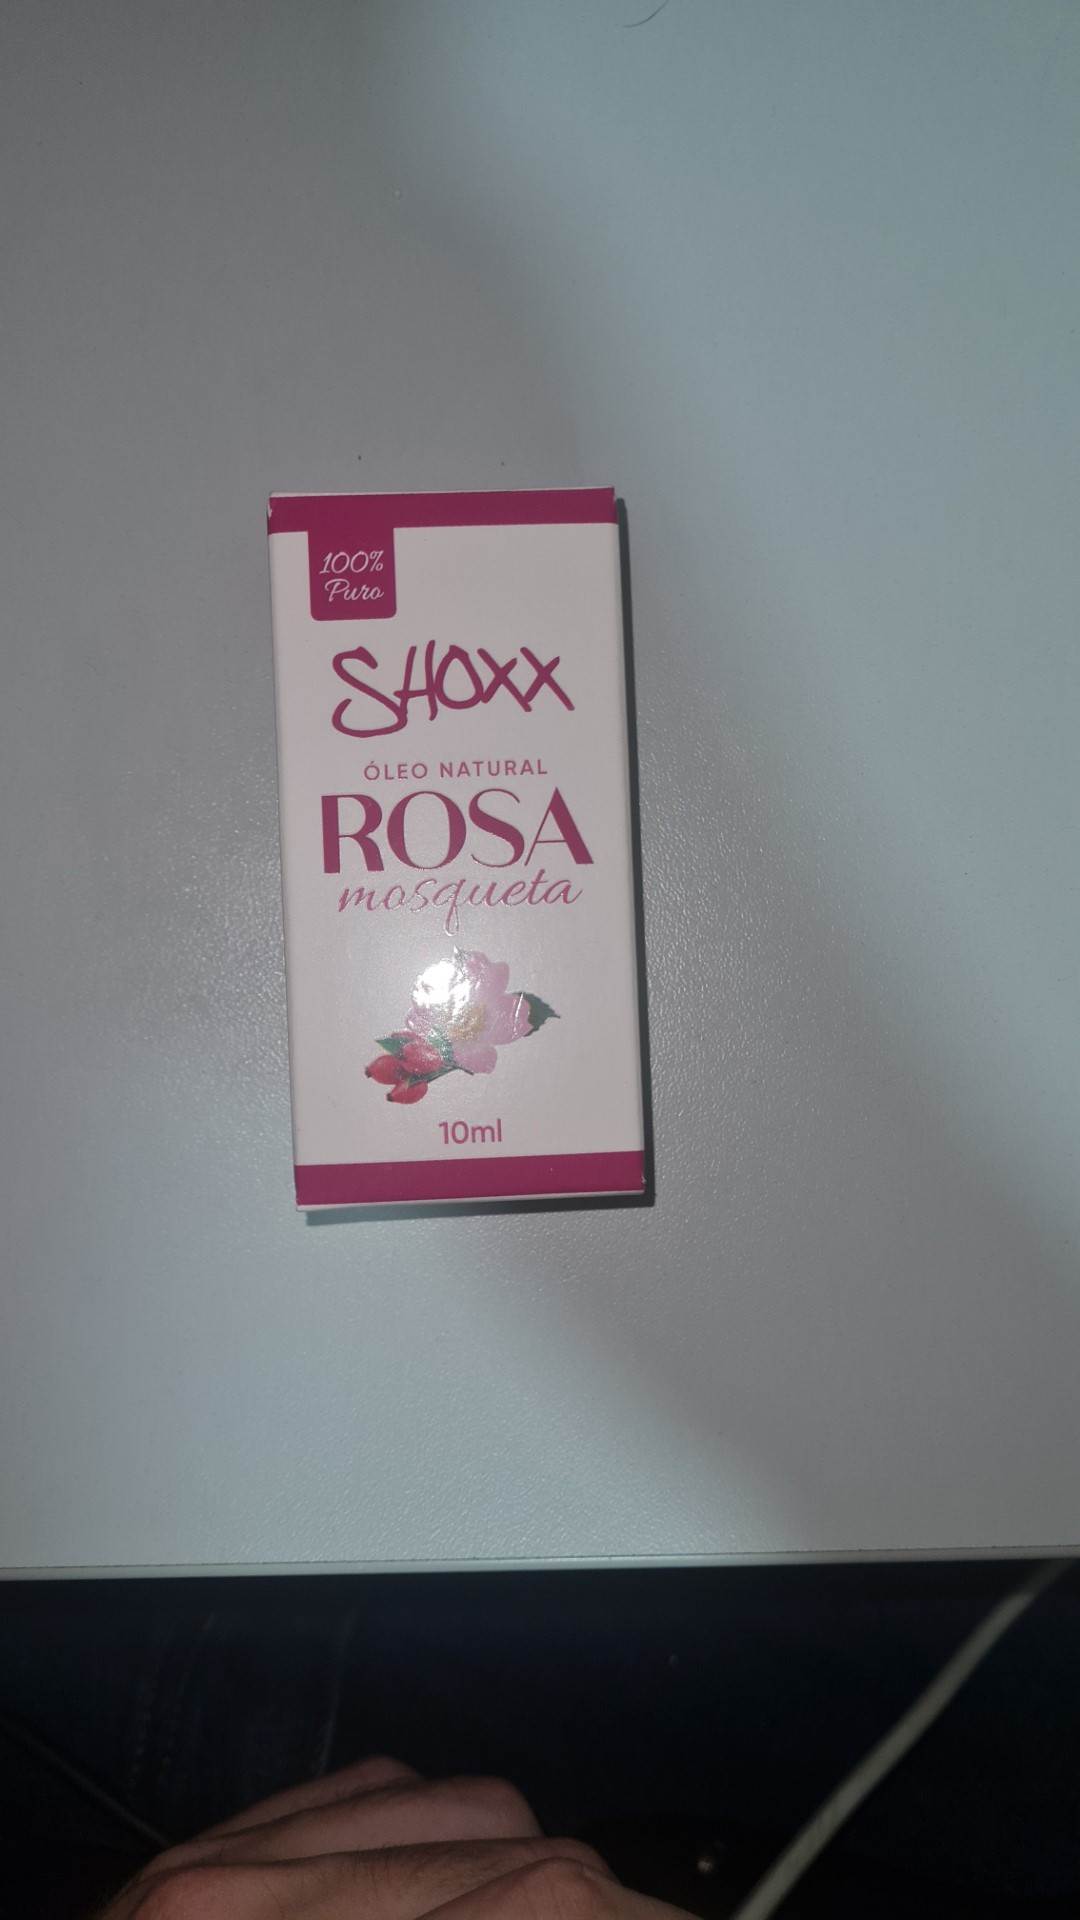 100%
Puro
SHOXX
ÓLEO NATURAL
ROSA
mosqueta
10ml